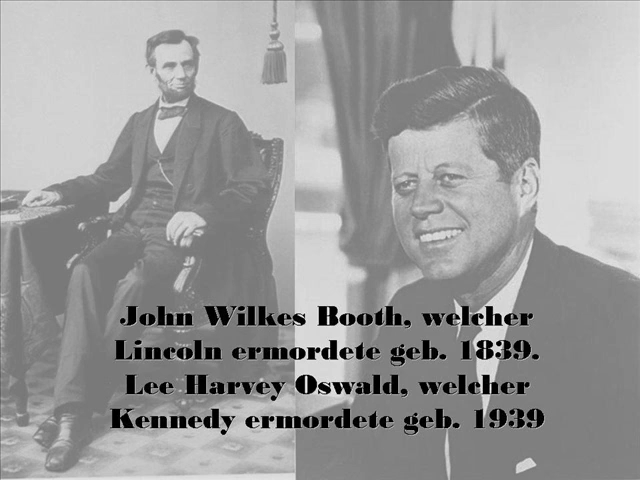 John Wilkes Booth, welcher
Lincoln ermordete geb. 1839.
Lee Harvey Oswald, welcher
Kennedy ermordete geb. 1939